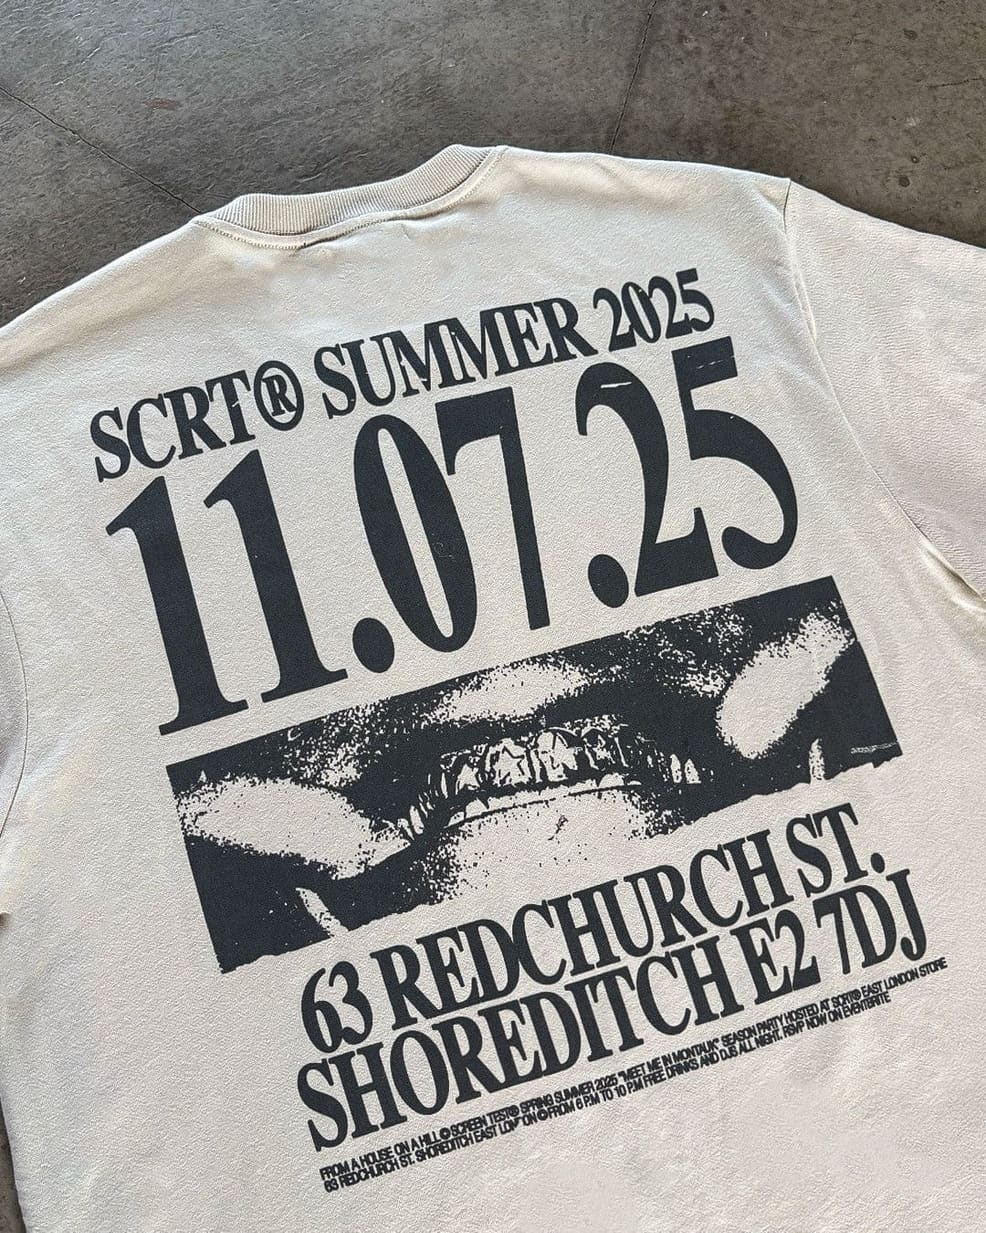 SCRT® SUMMER 2025
11.07.25
63 REDCHURCH ST.
SHOREDITCH E2 7DJ
FROM A HOUSE ON A HILL © SCREEN TEST® SPRING SUMMER 2025 "MEET ME IN MONTAUK" SEASON PARTY HOSTED AT SCRT® EAST LONDON STORE
63 REDCHURCH ST. SHOREDITCH EAST LONDON © FROM 6 P.M TO 10 P.M FREE DRINKS AND DJS ALL NIGHT. RSVP NOW ON EVENTBRITE